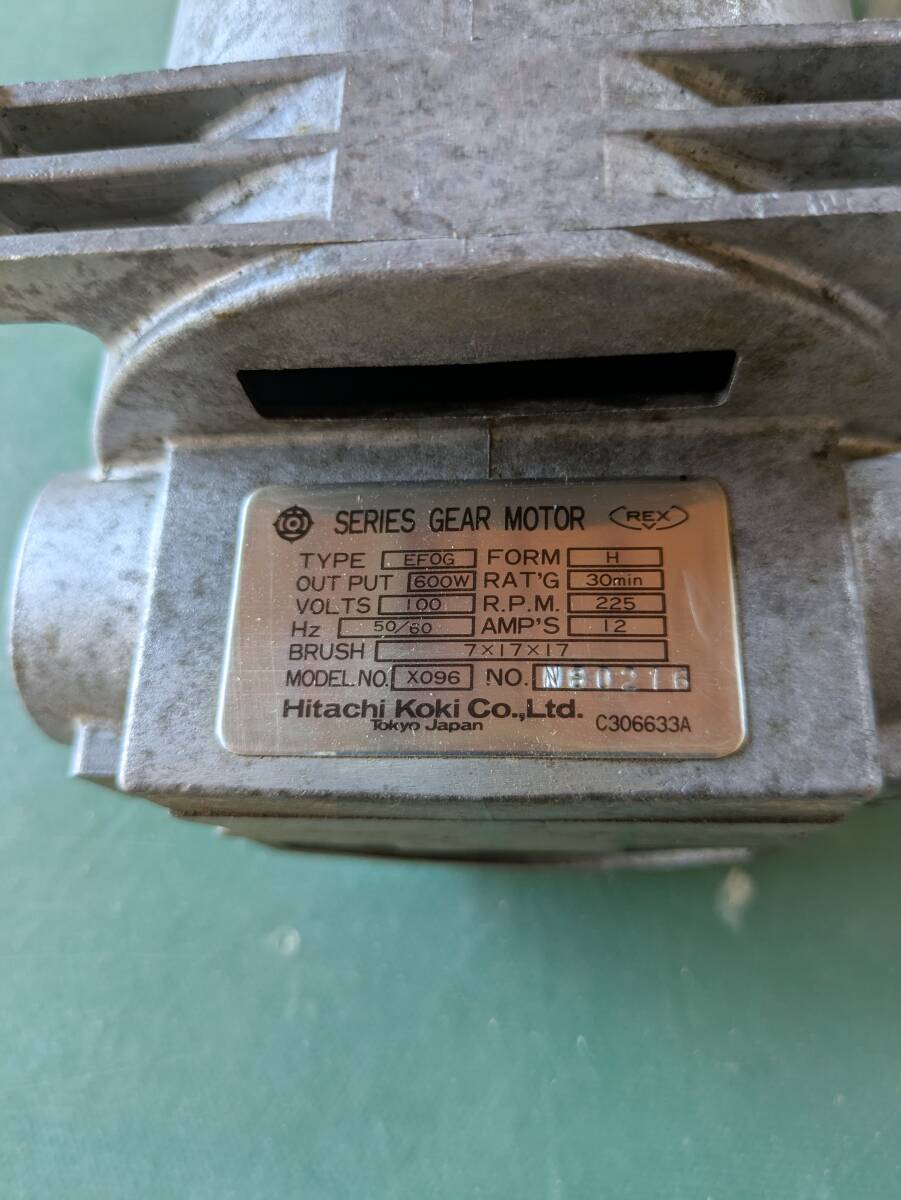 SERIES GEAR MOTOR REX
TYPE EF0G FORM H
OUT PUT 600W RAT'G 30min
VOLTS 100 R.P.M. 225
Hz 50/60 AMP'S 12
BRUSH 7×17×17
MODEL.NO. X096 NO.
Hitachi Koki Co.,Ltd.
Tokyo Japan
C306633A